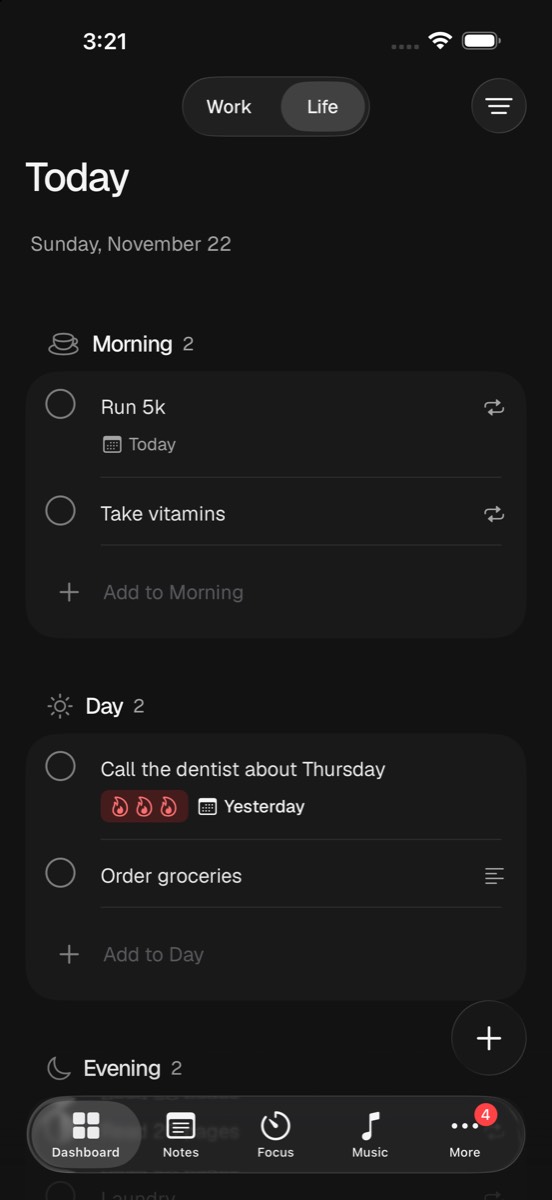 3:21
Work Life
Today
Sunday, November 22
Morning 2
Run 5k
Today
Take vitamins
Add to Morning
Day 2
Call the dentist about Thursday
Yesterday
Order groceries
Add to Day
Evening 2
4
Dashboard Notes Focus Music More
Laundry